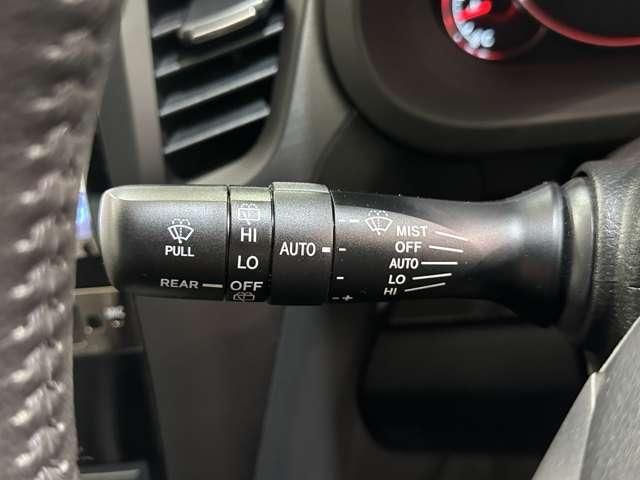 PULL
REAR
HI
LO
OFF
AUTO
- +
MIST
OFF
AUTO
LO
HI